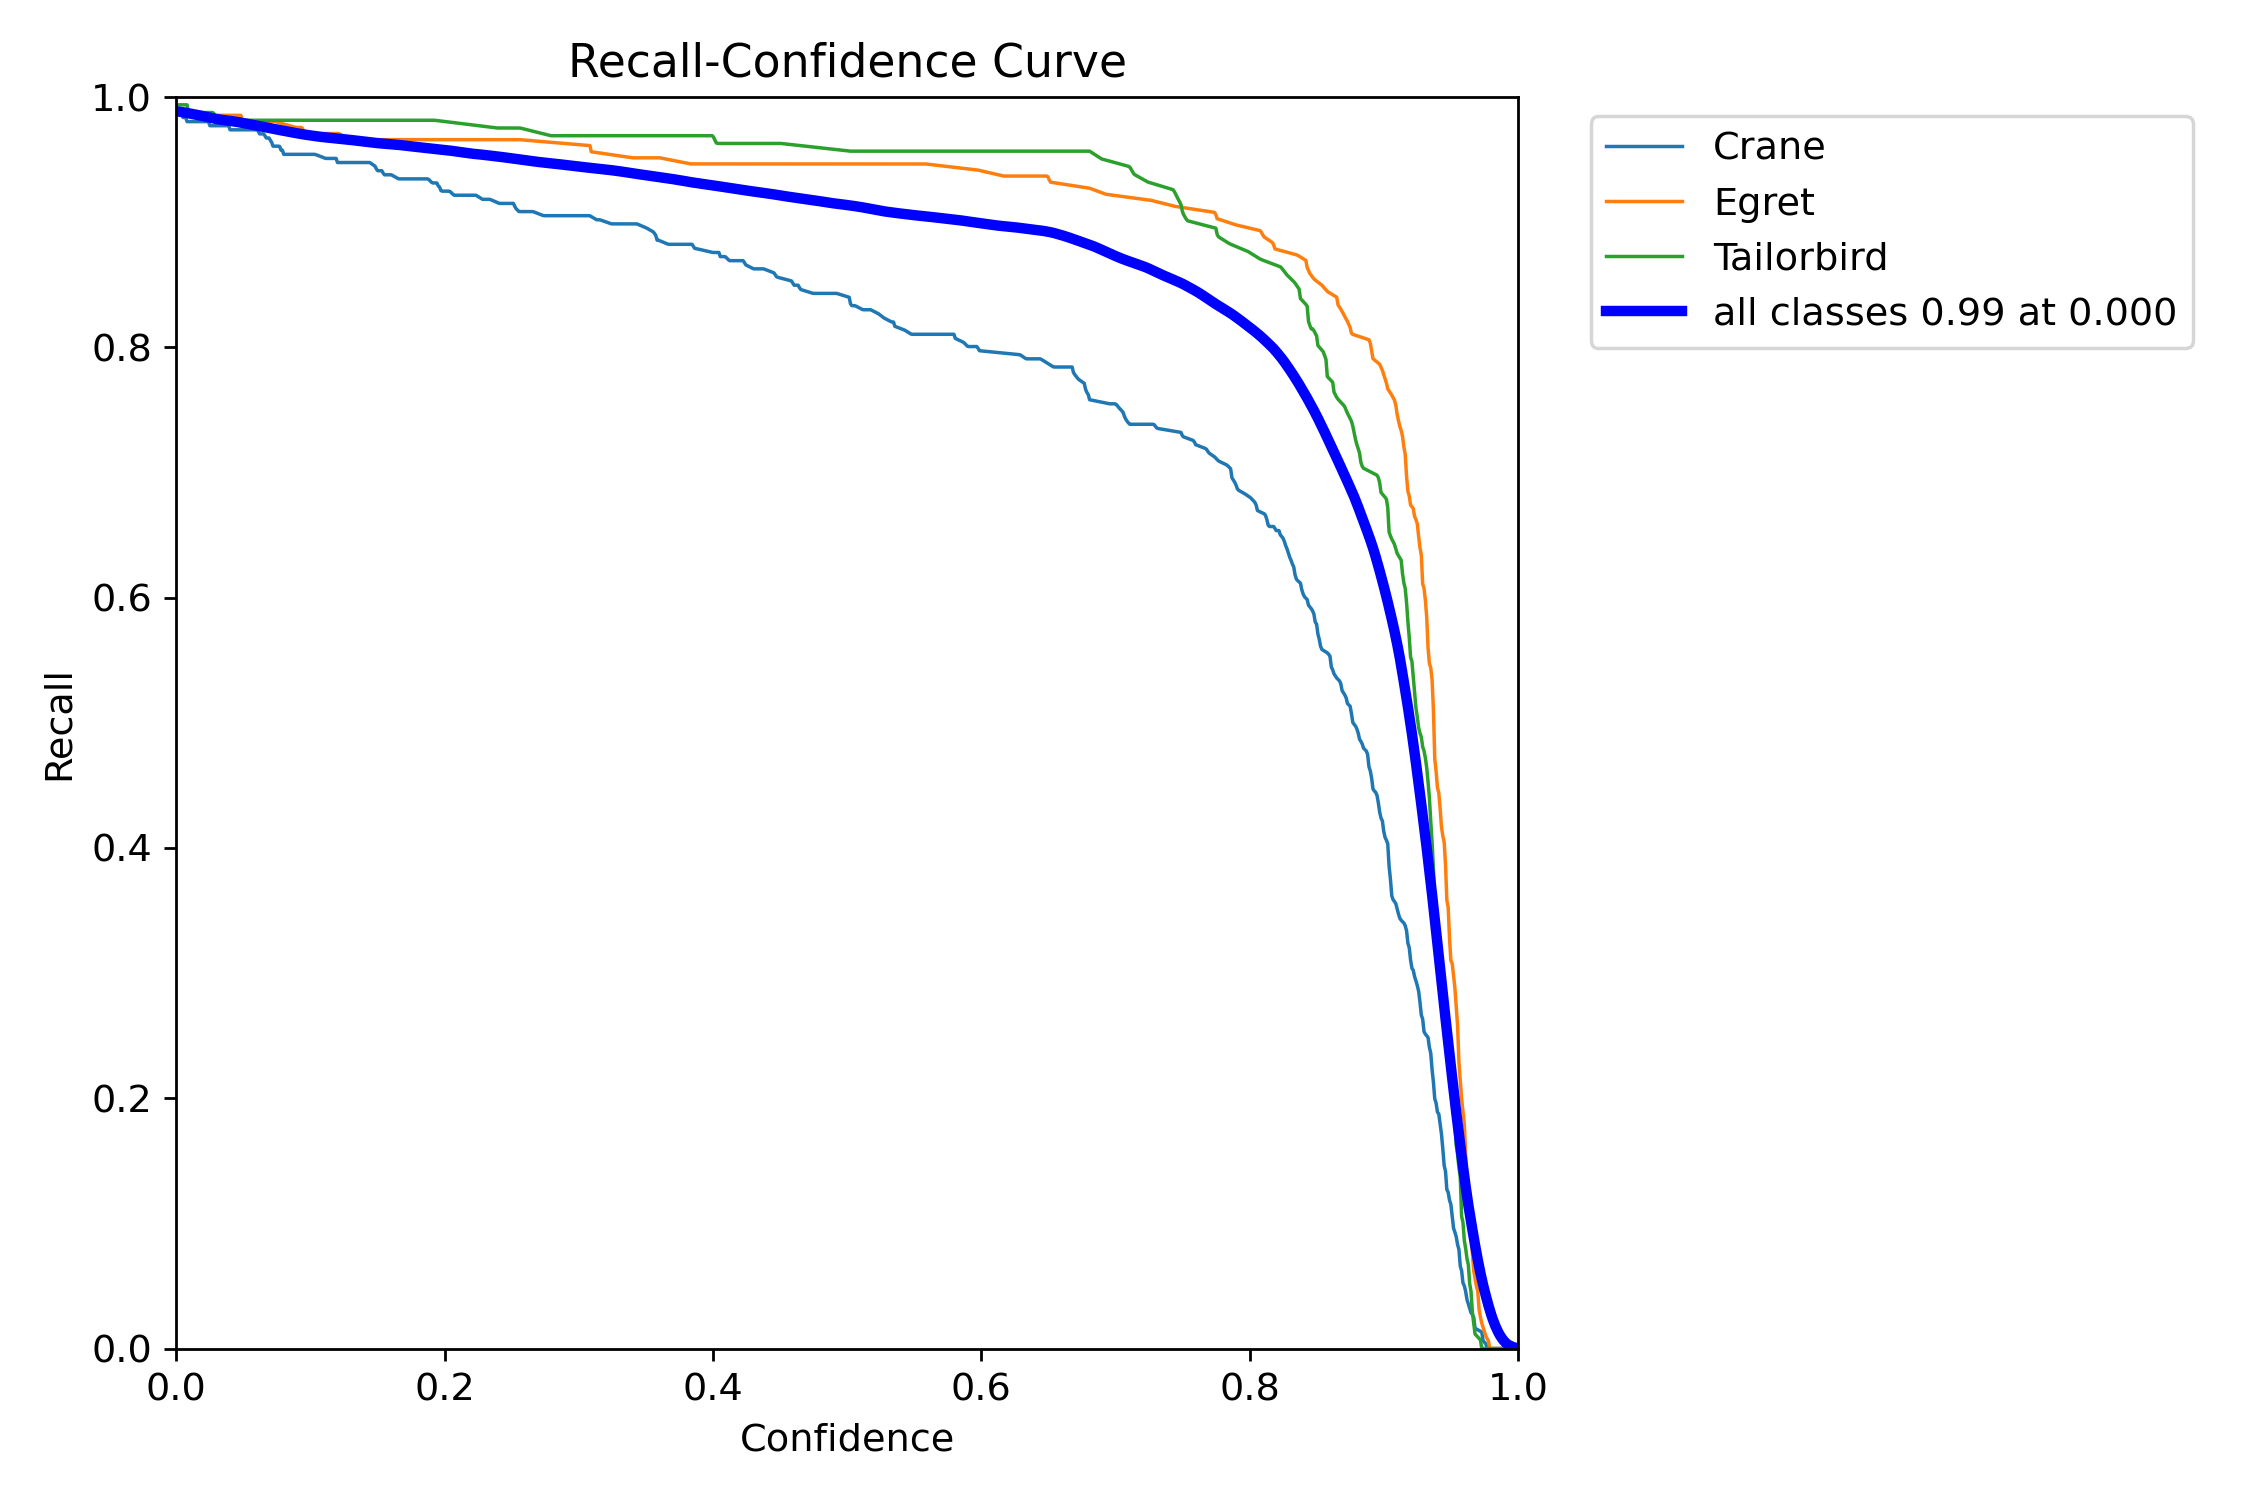 Recall-Confidence Curve
1.0
0.8
0.6
0.4
0.2
0.0
Recall
0.0 0.2 0.4 0.6 0.8 1.0
Confidence
Crane
Egret
Tailorbird
all classes 0.99 at 0.000